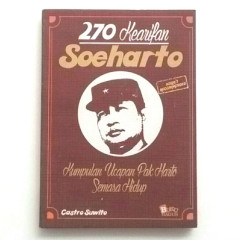 270 Kearifan
Soeharto
Kumpulan Ucapan Pak Harto
Semasa Hidup
Castro Suwito